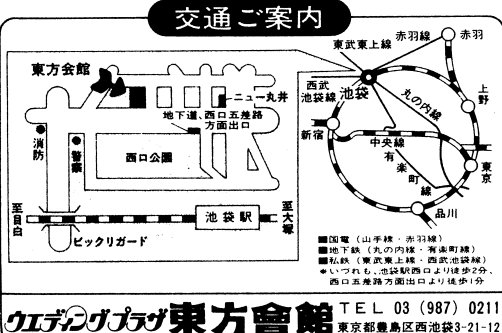 交通ご案内
東方会館
ニュー丸井
地下道、西口五差路
方面出口
消防
警察
西口公園
至目白
池袋駅
至大塚
ビックリガード
東武東上線
赤羽線
赤羽
西武
池袋線
池袋
丸の内線
上野
新宿
中央線
有楽町線
東京
品川
■国電（山手線・赤羽線）
■地下鉄（丸の内線・有楽町線）
■私鉄（東武東上線・西武池袋線）
＊いづれも、池袋駅西口より徒歩2分、
西口五差路方面出口より徒歩1分
ウエディングプラザ 東方會館
TEL 03 (987) 0211
東京都豊島区西池袋3-21-12